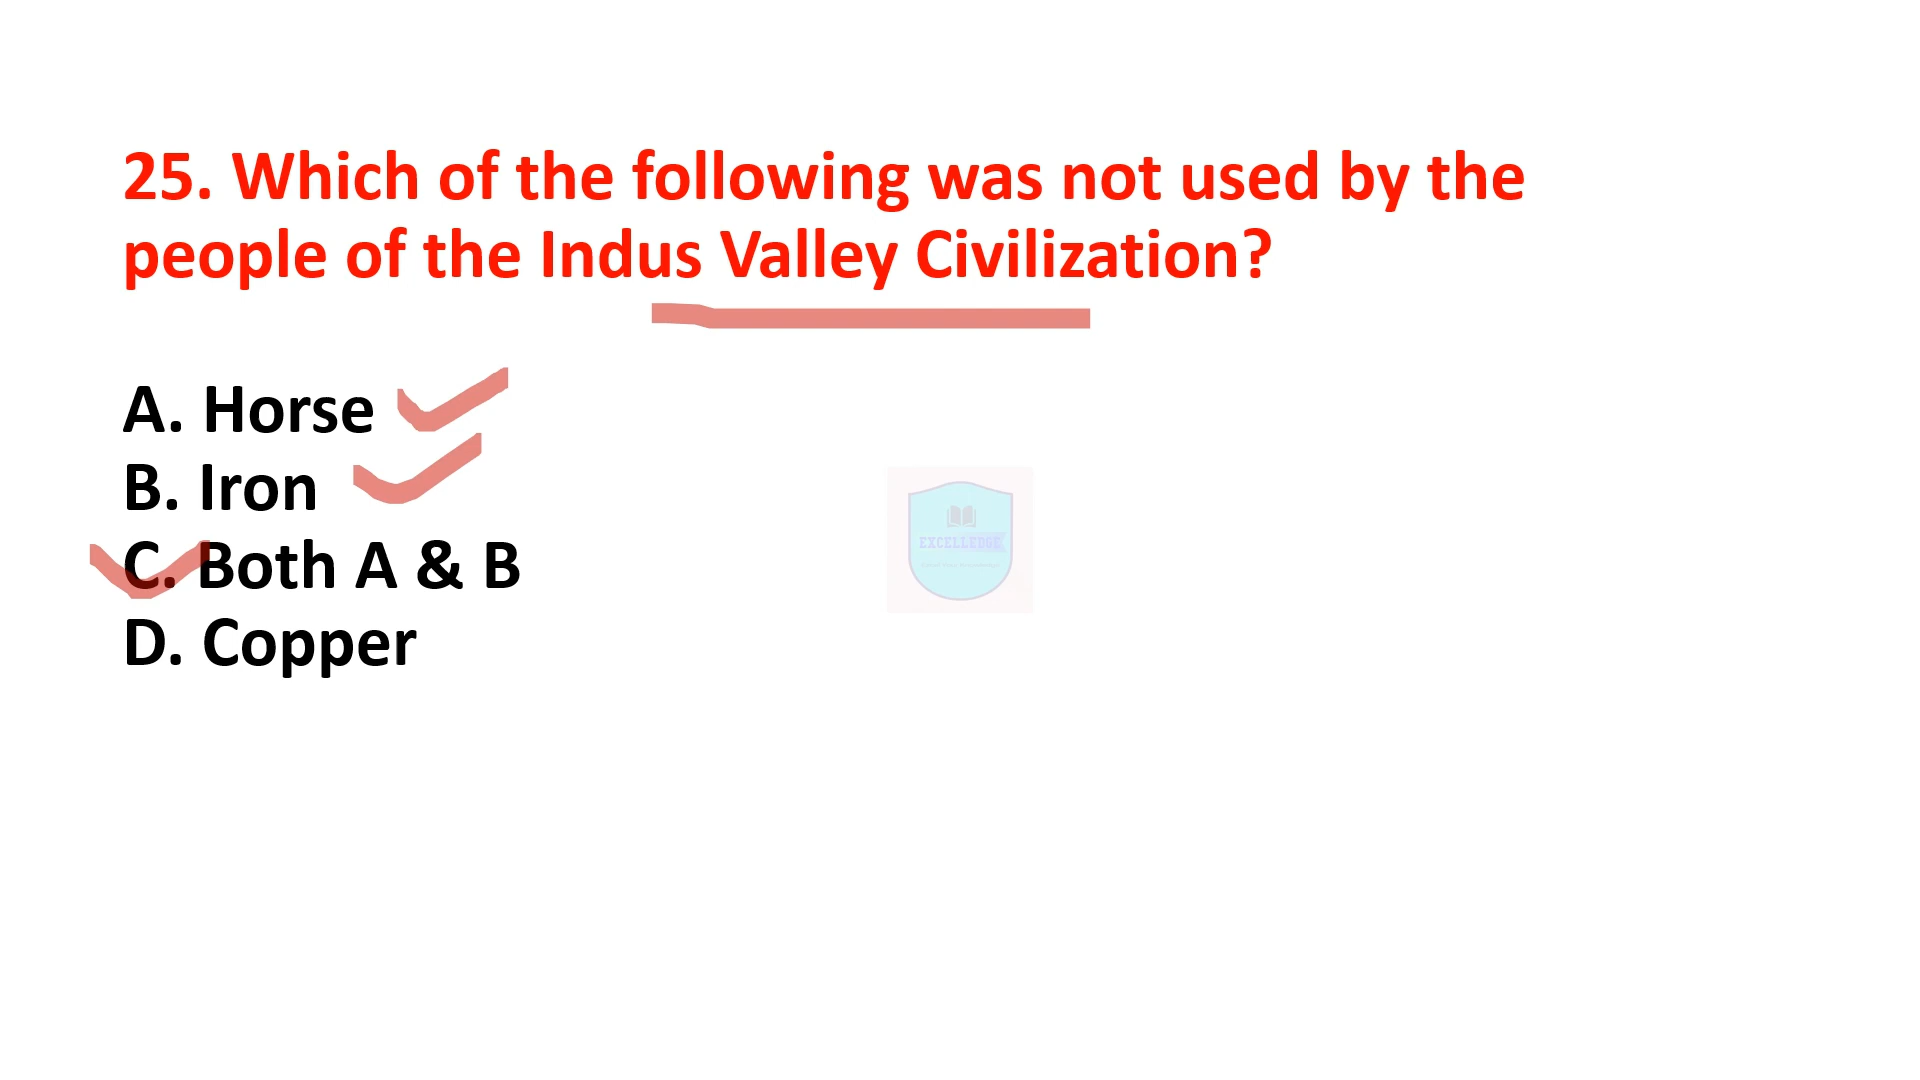 25. Which of the following was not used by the
people of the Indus Valley Civilization?
A. Horse
B. Iron
C. Both A & B
D. Copper
EXCELLEDGE